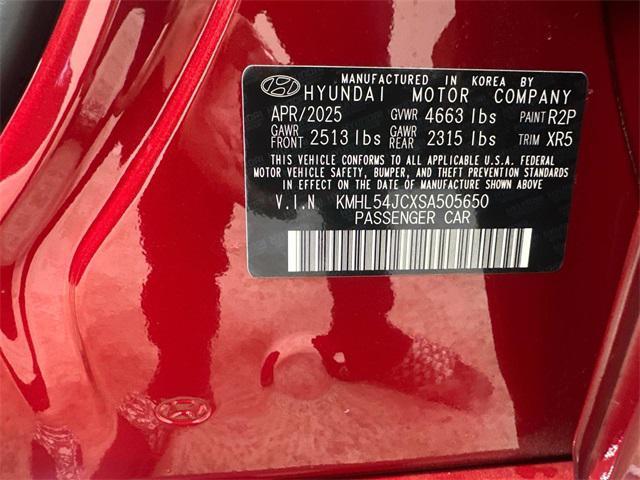 MANUFACTURED IN KOREA BY
HYUNDAI MOTOR COMPANY
APR/2025 GVWR 4663 lbs PAINT R2P
GAWR FRONT 2513 lbs GAWR REAR 2315 lbs TRIM XR5
THIS VEHICLE CONFORMS TO ALL APPLICABLE U.S.A. FEDERAL
MOTOR VEHICLE SAFETY, BUMPER, AND THEFT PREVENTION STANDARDS
IN EFFECT ON THE DATE OF MANUFACTURE SHOWN ABOVE
V.I.N KMHL54JCXSA505650
PASSENGER CAR